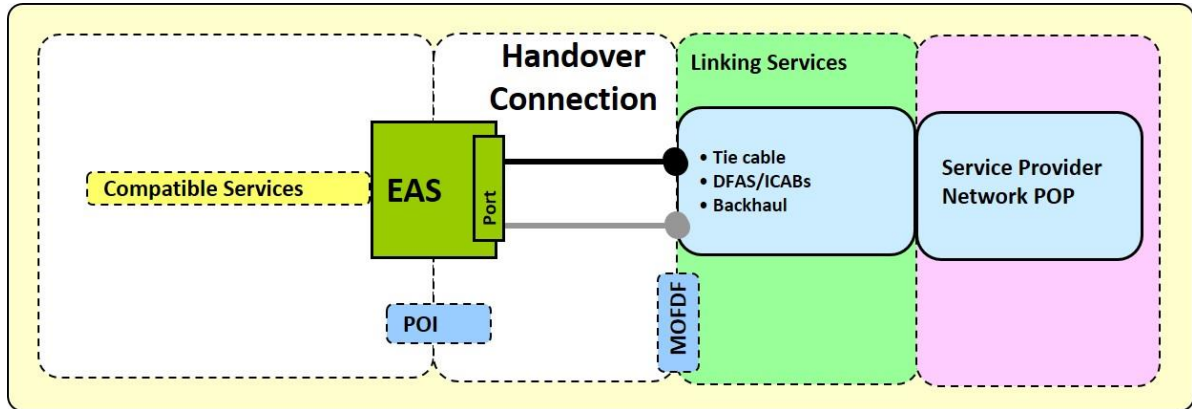 Handover
Connection
Linking Services
Compatible Services
EAS
Port
• Tie cable
• DFAS/ICABs
• Backhaul
Service Provider
Network POP
POI
MOFDF